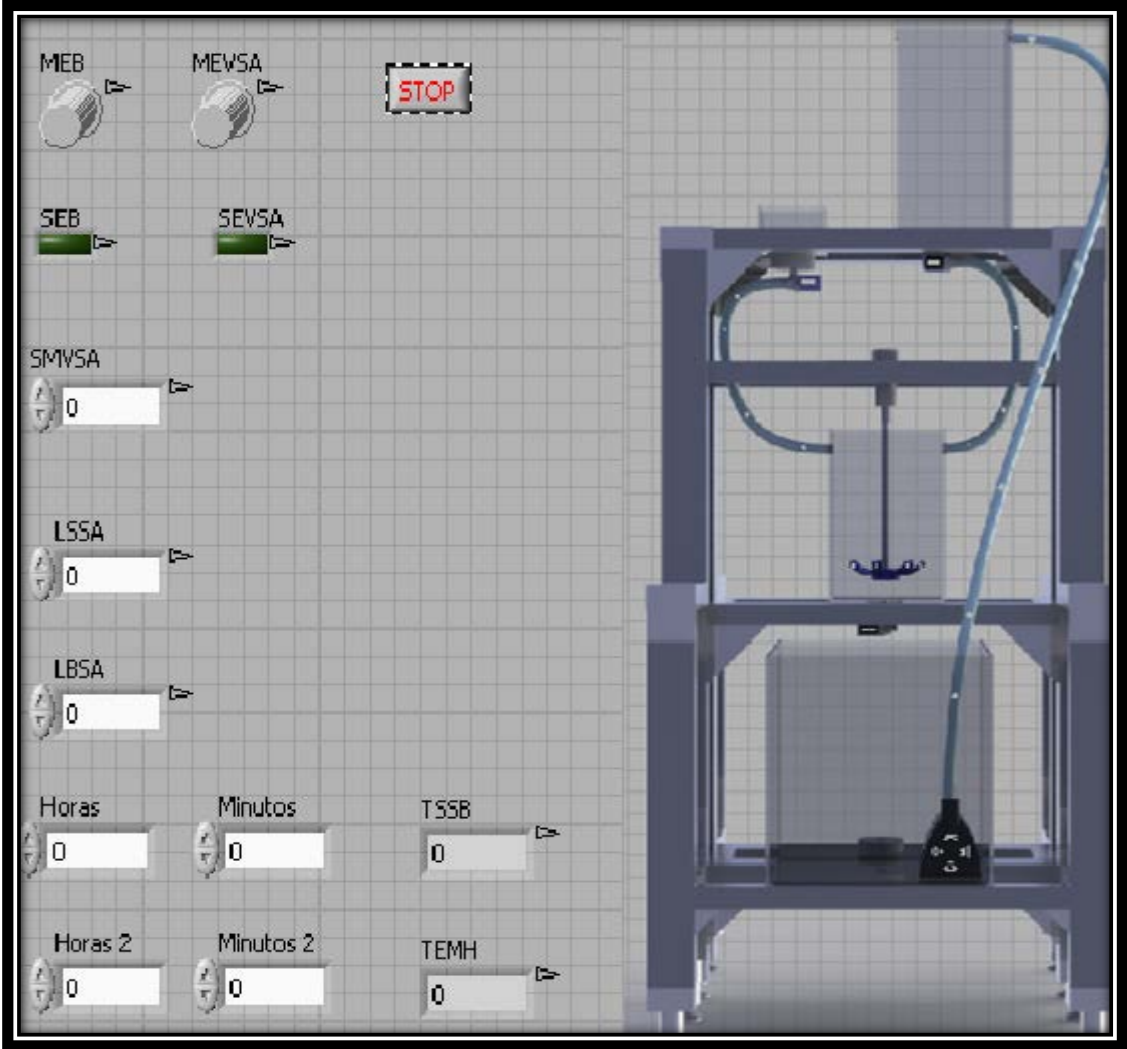 MEB MEVSA
STOP
SEB SEVSA
SMVSA
0
LSSA
0
LBSA
0
Horas Minutos TSSB
0 0 0
Horas 2 Minutos 2 TEMH
0 0 0